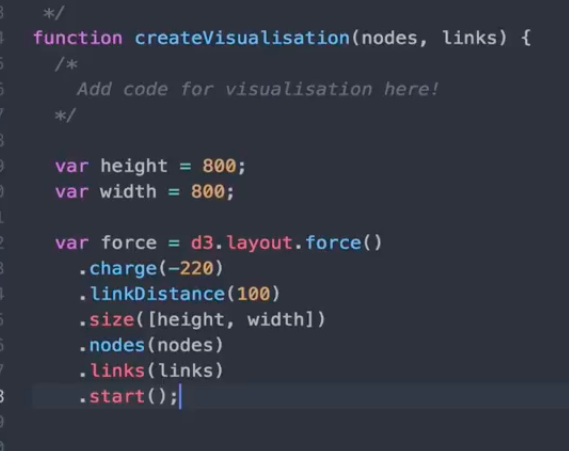 */
function createVisualisation(nodes, links) {
/*
Add code for visualisation here!
*/
var height = 800;
var width = 800;
var force = d3.layout.force()
.charge(-220)
.linkDistance(100)
.size([height, width])
.nodes(nodes)
.links(links)
.start();